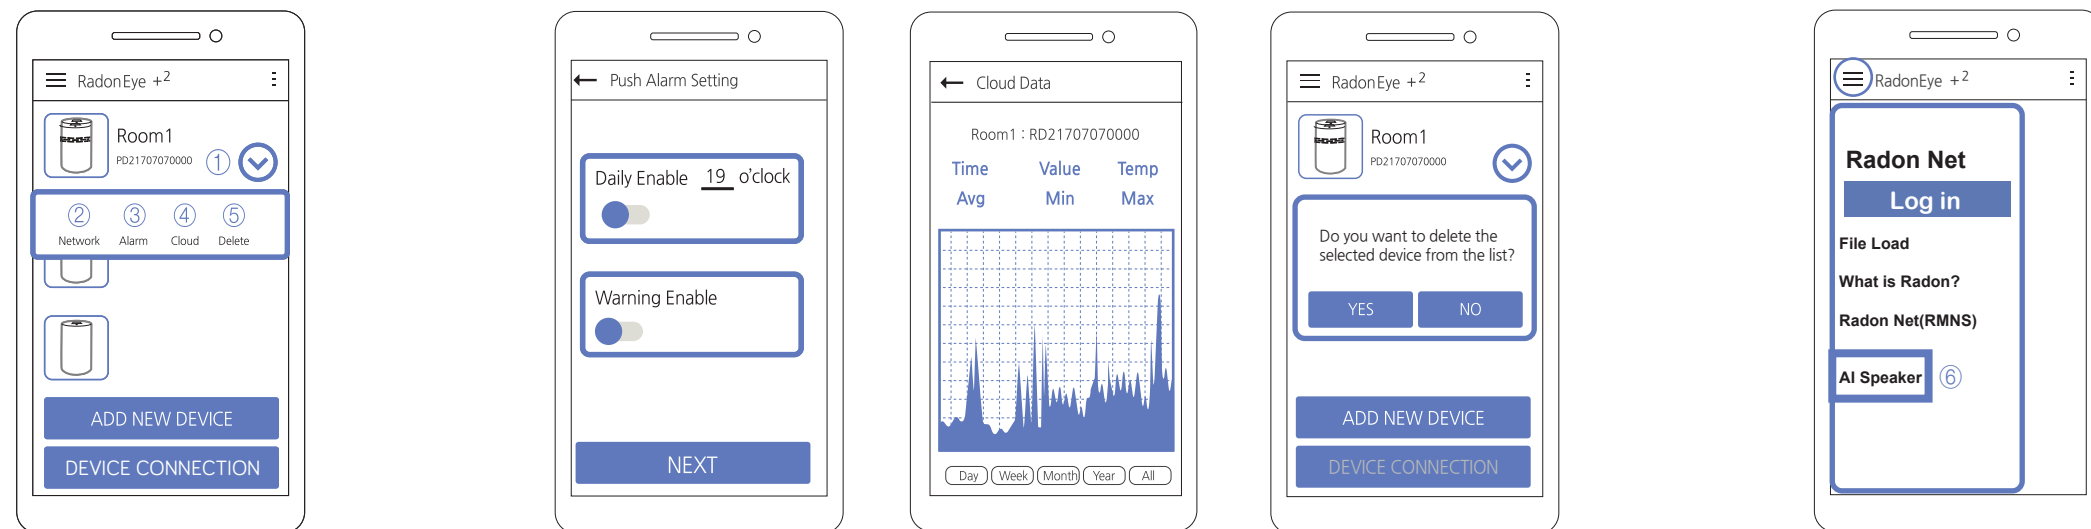 RadonEye +2
Room1
PD21707070000
①
② ③ ④ ⑤
Network Alarm Cloud Delete
ADD NEW DEVICE
DEVICE CONNECTION
Push Alarm Setting
Daily Enable 19 o'clock
Warning Enable
NEXT
Cloud Data
Room1 : RD21707070000
Time Value Temp
Avg Min Max
Day Week Month Year All
RadonEye +2
Room1
PD21707070000
Do you want to delete the
selected device from the list?
YES NO
ADD NEW DEVICE
DEVICE CONNECTION
RadonEye +2
Radon Net
Log in
File Load
What is Radon?
Radon Net(RMNS)
AI Speaker ⑥